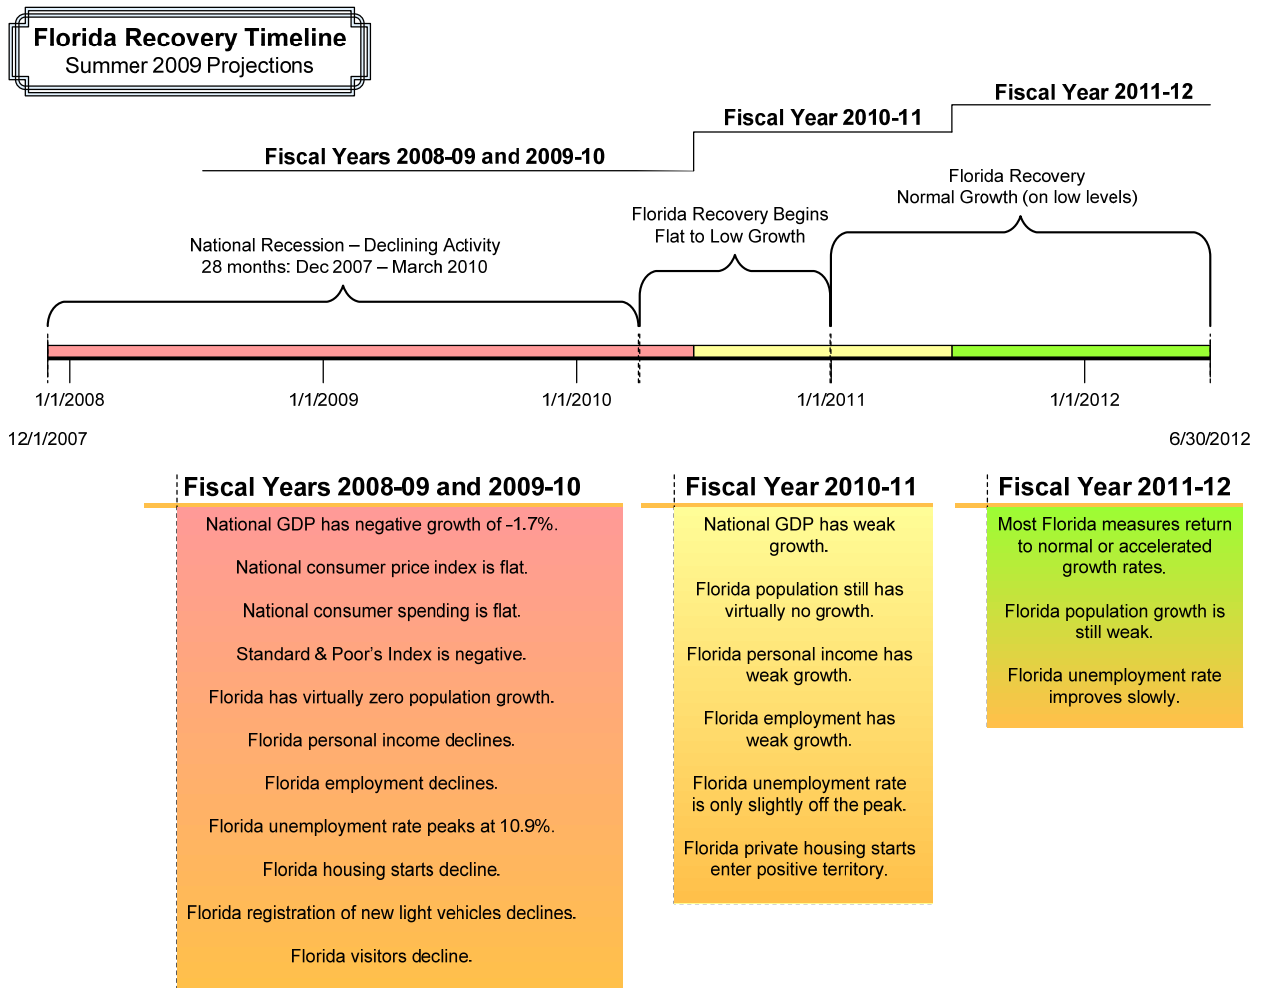 Florida Recovery Timeline
Summer 2009 Projections
Fiscal Year 2011-12
Fiscal Year 2010-11
Fiscal Years 2008-09 and 2009-10
Florida Recovery
Normal Growth (on low levels)
Florida Recovery Begins
Flat to Low Growth
National Recession – Declining Activity
28 months: Dec 2007 – March 2010
1/1/2008
1/1/2009
1/1/2010
1/1/2011
1/1/2012
12/1/2007
6/30/2012
Fiscal Years 2008-09 and 2009-10
National GDP has negative growth of –1.7%.
National consumer price index is flat.
National consumer spending is flat.
Standard & Poor's Index is negative.
Florida has virtually zero population growth.
Florida personal income declines.
Florida employment declines.
Florida unemployment rate peaks at 10.9%.
Florida housing starts decline.
Florida registration of new light vehicles declines.
Florida visitors decline.
Fiscal Year 2010-11
National GDP has weak
growth.
Florida population still has
virtually no growth.
Florida personal income has
weak growth.
Florida employment has
weak growth.
Florida unemployment rate
is only slightly off the peak.
Florida private housing starts
enter positive territory.
Fiscal Year 2011-12
Most Florida measures return
to normal or accelerated
growth rates.
Florida population growth is
still weak.
Florida unemployment rate
improves slowly.